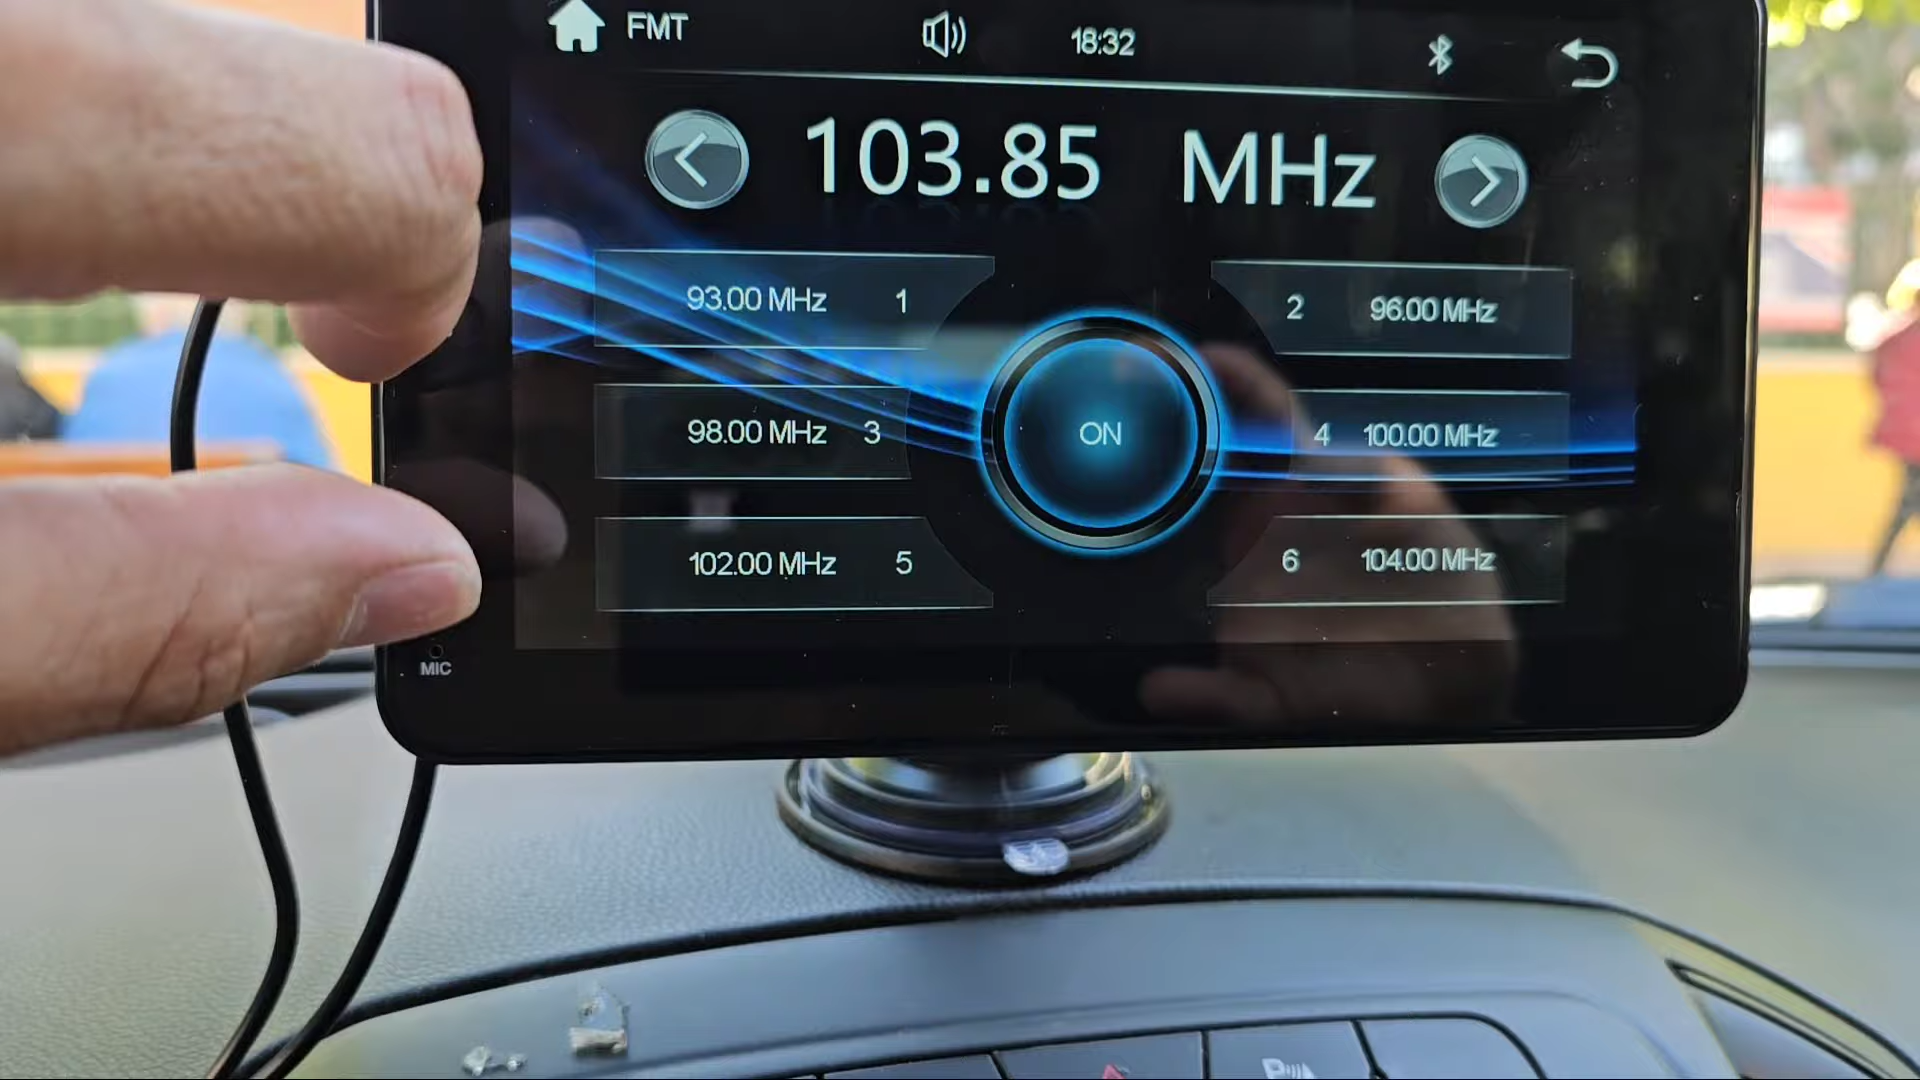 FMT 18:32
103.85 MHz
93.00 MHz 1
2 96.00 MHz
98.00 MHz 3
ON
4 100.00 MHz
102.00 MHz 5
6 104.00 MHz
MIC
P